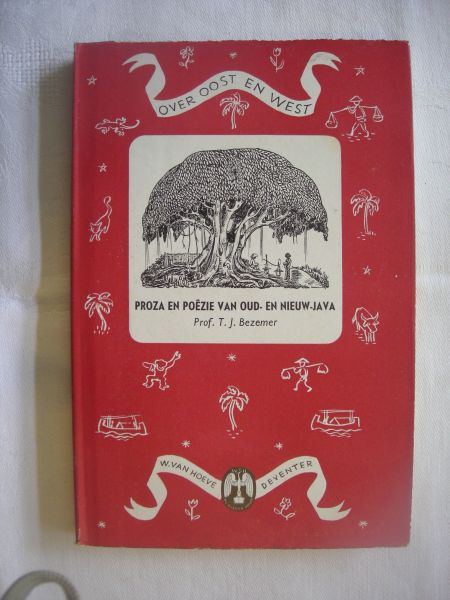 OVER OOST EN WEST
PROZA EN POËZIE VAN OUD- EN NIEUW-JAVA
Prof. T. J. Bezemer
W. VAN HOEVE DEVENTER